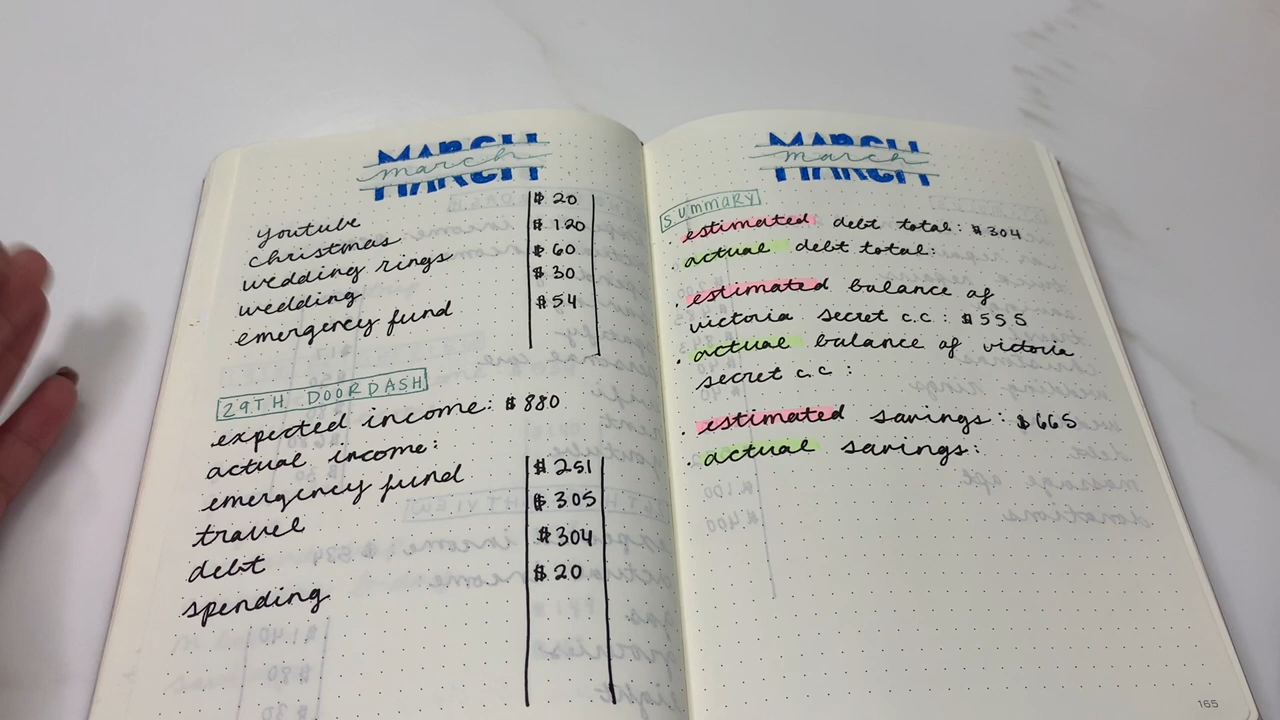 MARCH
march
youtube $20
christmas $120
wedding rings $60
wedding $30
emergency fund $54
29TH DOORDASH
expected income: $880
actual income:
emergency fund $251
travel $305
debt $304
spending $20
MARCH
march
SUMMARY
· estimated debt total: $304
· actual debt total:
· estimated balance of
victoria secret c.c: $555
· actual balance of victoria
secret c.c:
· estimated savings: $665
· actual savings:
165